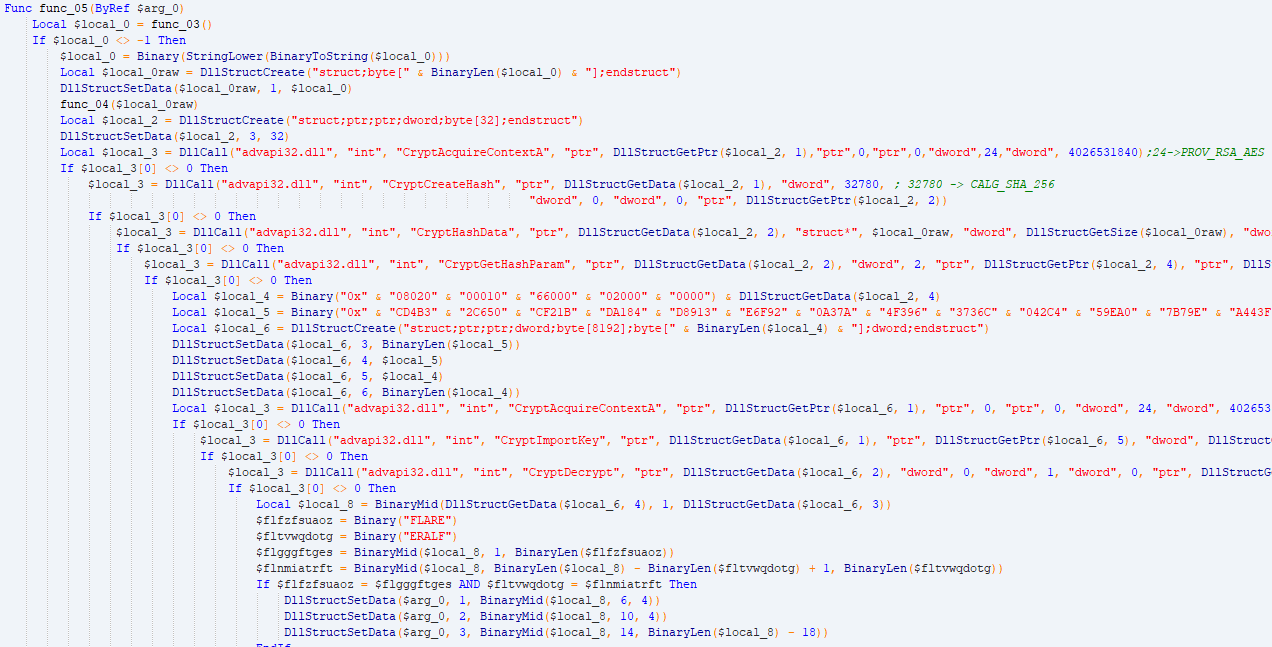 Func func_05(ByRef $arg_0)
Local $local_0 = func_03()
If $local_0 <> -1 Then
$local_0 = Binary(StringLower(BinaryToString($local_0)))
Local $local_0raw = DllStructCreate("struct;byte[" & BinaryLen($local_0) & "];endstruct")
DllStructSetData($local_0raw, 1, $local_0)
func_04($local_0raw)
Local $local_2 = DllStructCreate("struct;ptr;ptr;dword;byte[32];endstruct")
DllStructSetData($local_2, 3, 32)
Local $local_3 = DllCall("advapi32.dll", "int", "CryptAcquireContextA", "ptr", DllStructGetPtr($local_2, 1),"ptr",0,"ptr",0,"dword",24,"dword", 4026531840);24->PROV_RSA_AES
If $local_3[0] <> 0 Then
$local_3 = DllCall("advapi32.dll", "int", "CryptCreateHash", "ptr", DllStructGetData($local_2, 1), "dword", 32780, ; 32780 -> CALG_SHA_256
"dword", 0, "dword", 0, "ptr", DllStructGetPtr($local_2, 2))
If $local_3[0] <> 0 Then
$local_3 = DllCall("advapi32.dll", "int", "CryptHashData", "ptr", DllStructGetData($local_2, 2), "struct*", $local_0raw, "dword", DllStructGetSize($local_0raw), "dwo
If $local_3[0] <> 0 Then
$local_3 = DllCall("advapi32.dll", "int", "CryptGetHashParam", "ptr", DllStructGetData($local_2, 2), "dword", 2, "ptr", DllStructGetPtr($local_2, 4), "ptr", DllS
If $local_3[0] <> 0 Then
Local $local_4 = Binary("0x" & "08020" & "00010" & "66000" & "02000" & "0000") & DllStructGetData($local_2, 4)
Local $local_5 = Binary("0x" & "CD4B3" & "2C650" & "CF21B" & "DA184" & "D8913" & "E6F92" & "0A37A" & "4F396" & "3736C" & "042C4" & "59EA0" & "7B79E" & "A443F
Local $local_6 = DllStructCreate("struct;ptr;ptr;dword;byte[8192];byte[" & BinaryLen($local_4) & "];dword;endstruct")
DllStructSetData($local_6, 3, BinaryLen($local_5))
DllStructSetData($local_6, 4, $local_5)
DllStructSetData($local_6, 5, $local_4)
DllStructSetData($local_6, 6, BinaryLen($local_4))
Local $local_3 = DllCall("advapi32.dll", "int", "CryptAcquireContextA", "ptr", DllStructGetPtr($local_6, 1), "ptr", 0, "ptr", 0, "dword", 24, "dword", 402653
If $local_3[0] <> 0 Then
$local_3 = DllCall("advapi32.dll", "int", "CryptImportKey", "ptr", DllStructGetData($local_6, 1), "ptr", DllStructGetPtr($local_6, 5), "dword", DllStruct
If $local_3[0] <> 0 Then
$local_3 = DllCall("advapi32.dll", "int", "CryptDecrypt", "ptr", DllStructGetData($local_6, 2), "dword", 0, "dword", 1, "dword", 0, "ptr", DllStructG
If $local_3[0] <> 0 Then
Local $local_8 = BinaryMid(DllStructGetData($local_6, 4), 1, DllStructGetData($local_6, 3))
$flfzfsuaoz = Binary("FLARE")
$fltvwqdotg = Binary("ERALF")
$flgggftges = BinaryMid($local_8, 1, BinaryLen($flfzfsuaoz))
$flnmiatrft = BinaryMid($local_8, BinaryLen($local_8) - BinaryLen($fltvwqdotg) + 1, BinaryLen($fltvwqdotg))
If $flfzfsuaoz = $flgggftges AND $fltvwqdotg = $flnmiatrft Then
DllStructSetData($arg_0, 1, BinaryMid($local_8, 6, 4))
DllStructSetData($arg_0, 2, BinaryMid($local_8, 10, 4))
DllStructSetData($arg_0, 3, BinaryMid($local_8, 14, BinaryLen($local_8) - 18))